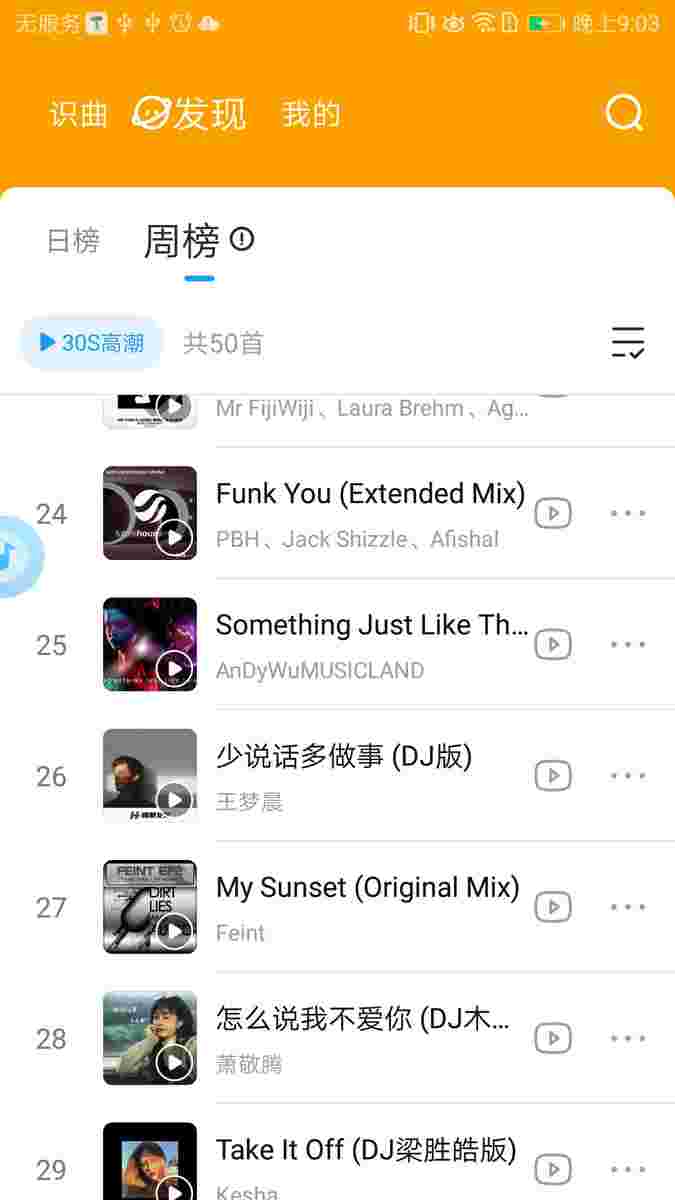 无服务 晚上9:03
识曲 发现 我的
日榜 周榜
30S高潮 共50首
Mr FijiWiji、Laura Brehm、Ag...
24 Funk You (Extended Mix)
PBH、Jack Shizzle、Afishal
25 Something Just Like Th...
AnDyWuMUSICLAND
26 少说话多做事 (DJ版)
王梦晨
27 FEINT EP2
DIRT
LIES
My Sunset (Original Mix)
Feint
28 怎么说我不爱你 (DJ木...
萧敬腾
29 Take It Off (DJ梁胜皓版)
Kesha